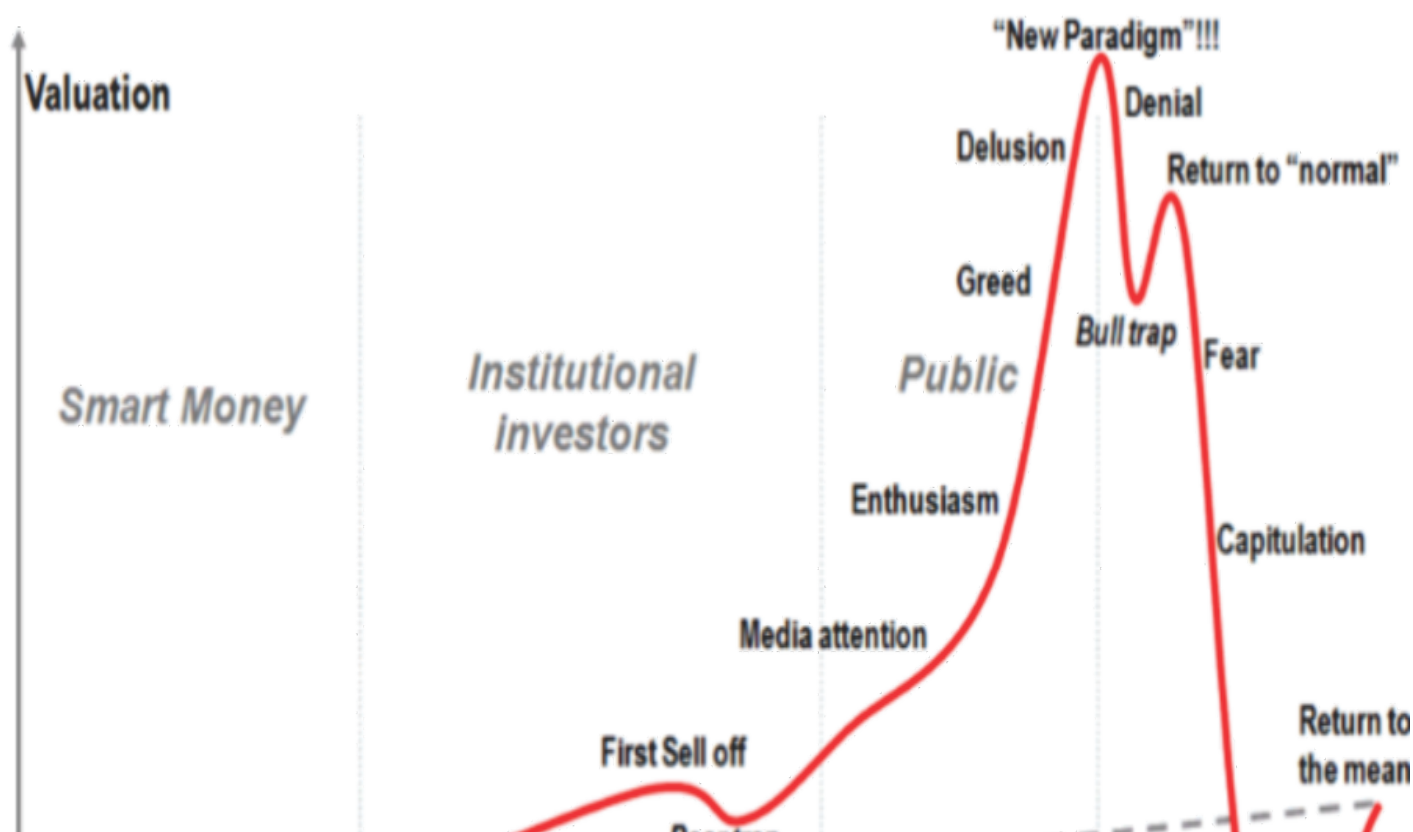 “New Paradigm”!!!
Valuation
Denial
Delusion
Return to “normal”
Greed
Bull trap
Fear
Smart Money
Institutional
investors
Public
Enthusiasm
Capitulation
Media attention
First Sell off
Return to
the mean